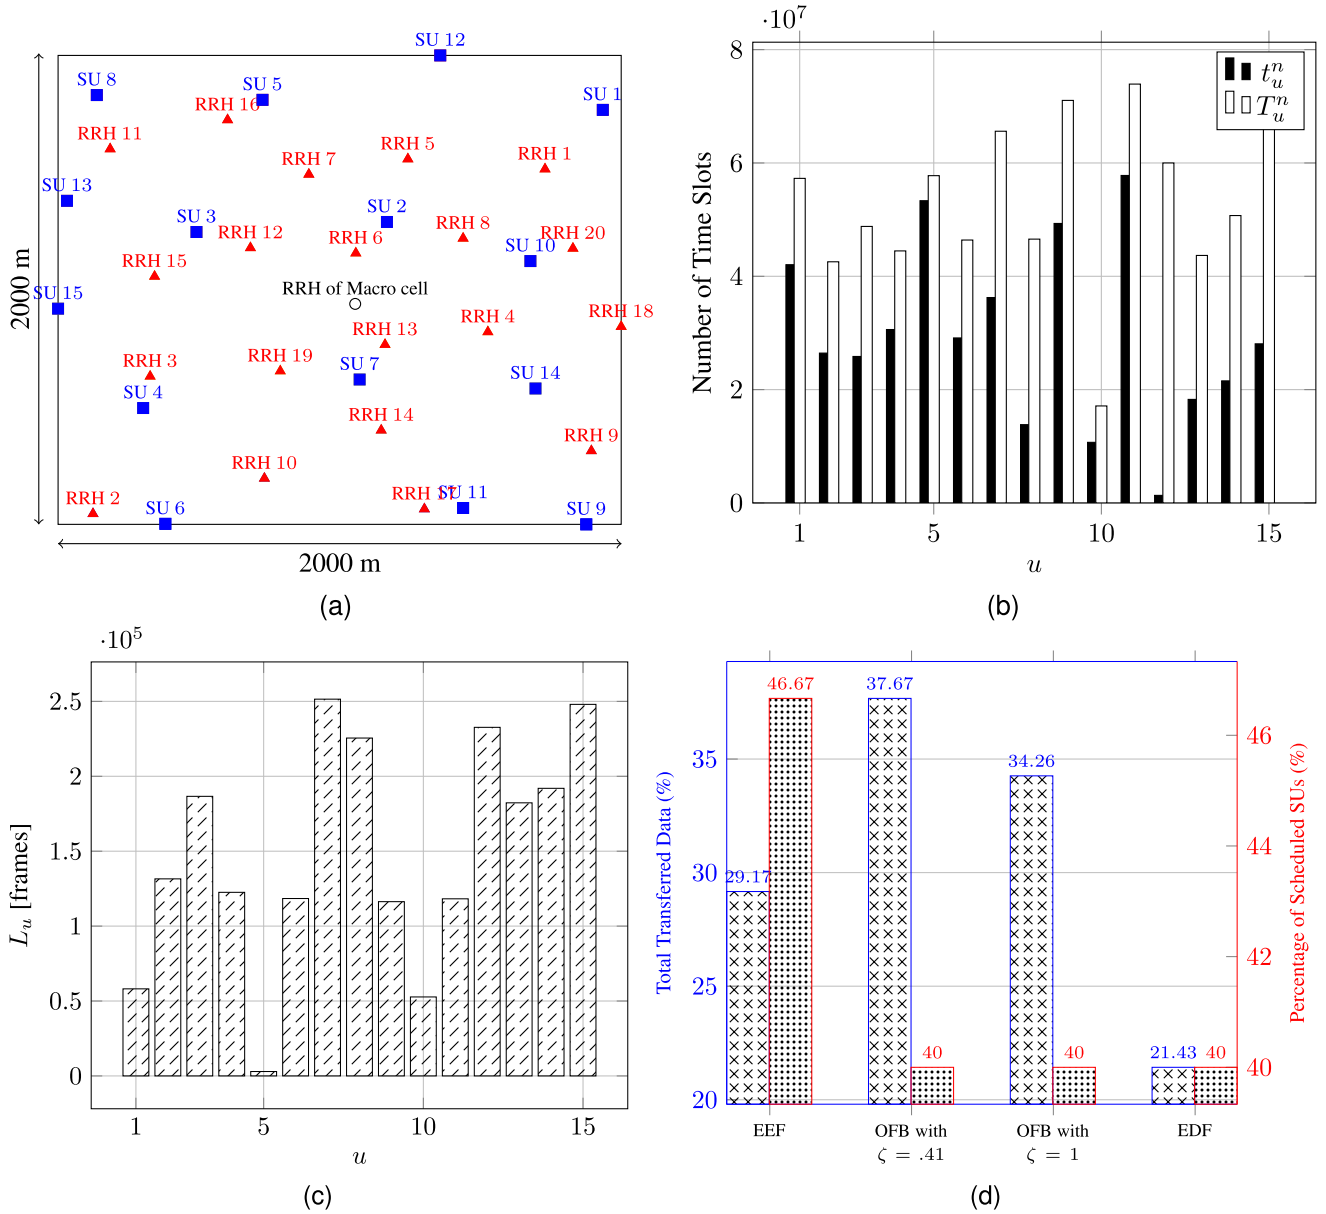 SU 12
SU 8
SU 5
SU 1
RRH 16
RRH 11
RRH 5
RRH 7
RRH 1
SU 13
SU 3
SU 2
RRH 12
RRH 6
RRH 8
RRH 20
SU 10
RRH 15
RRH of Macro cell
SU 15
RRH 18
RRH 13
RRH 4
RRH 3
RRH 19
SU 7
SU 14
SU 4
RRH 14
RRH 9
RRH 10
RRH 2
SU 6
RRH 17
SU 11
SU 9
2000 m
2000 m
(a)
·10^7
8
6
4
2
0
Number of Time Slots
t_u^n
T_u^n
1 5 10 15
u
(b)
·10^5
2.5
2
1.5
1
0.5
0
L_u [frames]
1 5 10 15
u
(c)
46.67
37.67
34.26
29.17
40
40
21.43
40
35
30
25
20
Total Transferred Data (%)
46
44
42
40
Percentage of Scheduled SUs (%)
EEF
OFB with
ζ = .41
OFB with
ζ = 1
EDF
(d)